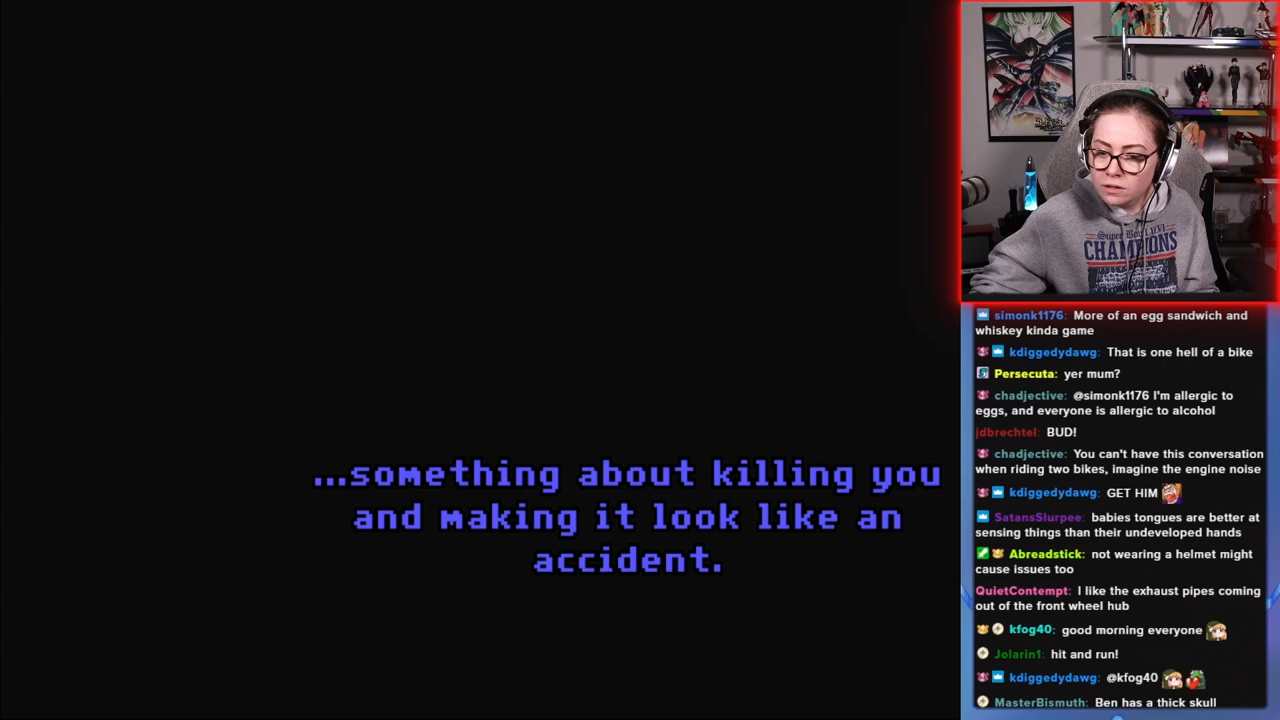 ...something about killing you
and making it look like an
accident.
Super Bowl LVI
CHAMPIONS
simonk1176: More of an egg sandwich and
whiskey kinda game
kdiggedydawg: That is one hell of a bike
Persecuta: yer mum?
chadjective: @simonk1176 I'm allergic to
eggs, and everyone is allergic to alcohol
jdbrechtel: BUD!
chadjective: You can't have this conversation
when riding two bikes, imagine the engine noise
kdiggedydawg: GET HIM
SatansSlurpee: babies tongues are better at
sensing things than their undeveloped hands
Abreadstick: not wearing a helmet might
cause issues too
QuietContempt: I like the exhaust pipes coming
out of the front wheel hub
kfog40: good morning everyone
Jolarin1: hit and run!
kdiggedydawg: @kfog40
MasterBismuth: Ben has a thick skull